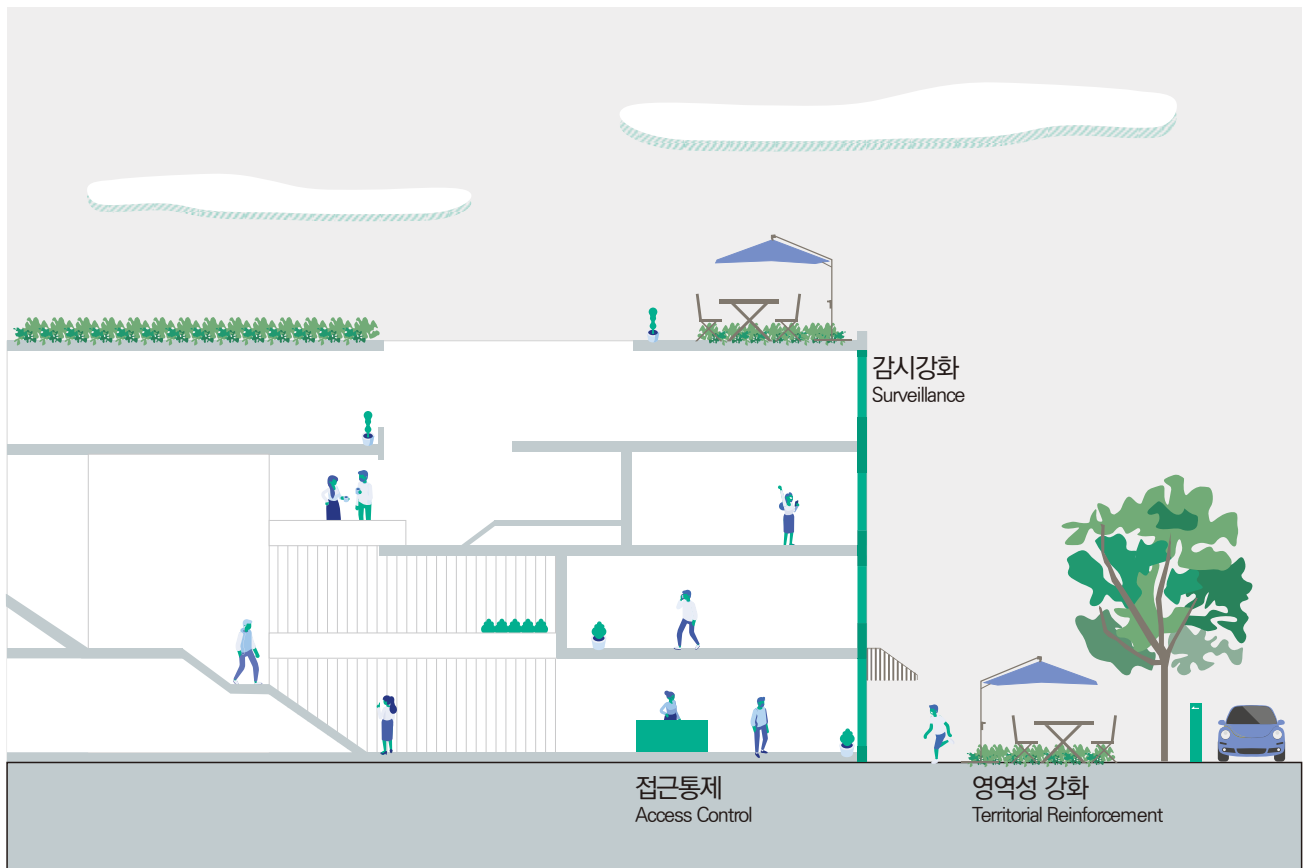 감시강화
Surveillance
접근통제
Access Control
영역성 강화
Territorial Reinforcement